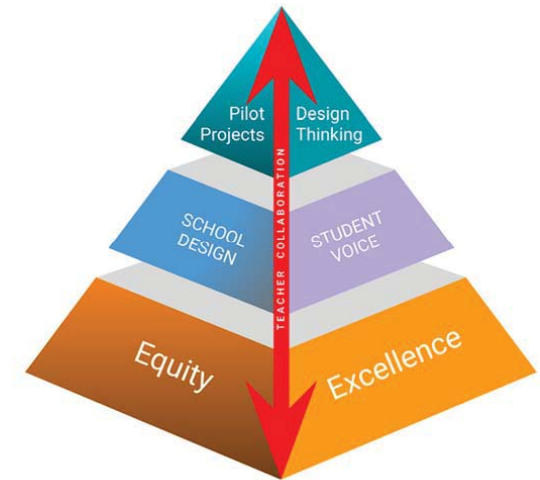 Pilot
Projects
Design
Thinking
TEACHER COLLABORATION
SCHOOL
DESIGN
STUDENT
VOICE
Equity
Excellence